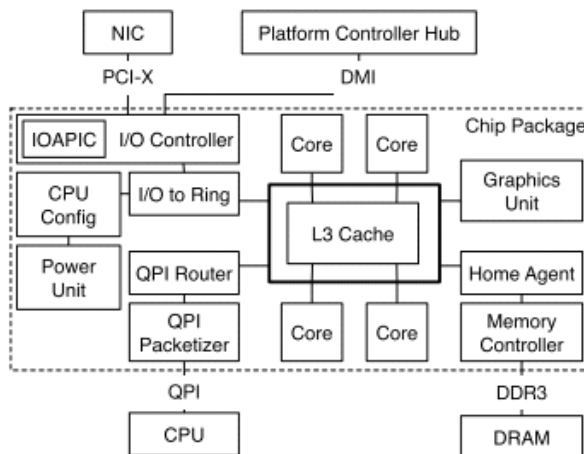 NIC
Platform Controller Hub
PCI-X
DMI
Chip Package
IOAPIC
I/O Controller
Core
Core
CPU
Config
I/O to Ring
Graphics
Unit
L3 Cache
Power
Unit
QPI Router
Home Agent
QPI
Packetizer
Core
Core
Memory
Controller
QPI
DDR3
CPU
DRAM